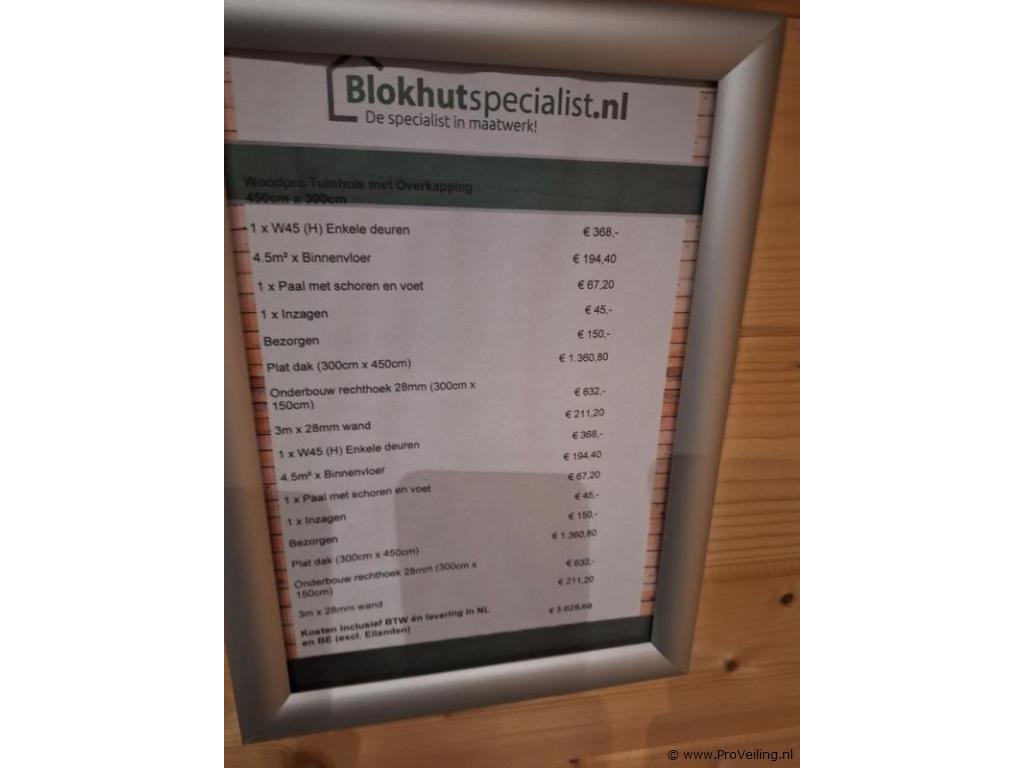 Blokhutspecialist.nl
De specialist in maatwerk!
Woodpro Tuinhuis met Overkapping
450cm x 300cm
1 x W45 (H) Enkele deuren € 368,-
4.5m² x Binnenvloer € 194,40
1 x Paal met schoren en voet € 67,20
1 x Inzagen € 45,-
Bezorgen € 150,-
Plat dak (300cm x 450cm) € 1.360,80
Onderbouw rechthoek 28mm (300cm x € 632,-
150cm)
3m x 28mm wand € 211,20
1 x W45 (H) Enkele deuren € 368,-
4.5m² x Binnenvloer € 194,40
1 x Paal met schoren en voet € 67,20
1 x Inzagen € 45,-
Bezorgen € 150,-
Plat dak (300cm x 450cm) € 1.360,80
Onderbouw rechthoek 28mm (300cm x € 632,-
150cm)
3m x 28mm wand € 211,20
Kosten inclusief BTW én levering in NL € 3.028,60
en BE (excl. Eilanden)
© www.ProVeiling.nl